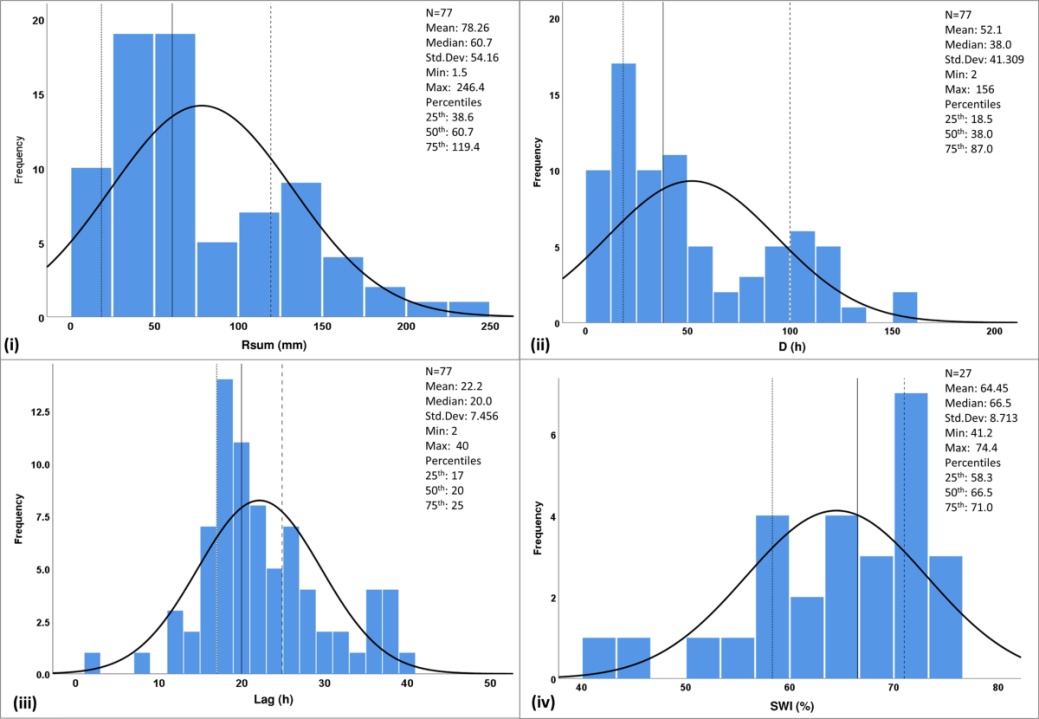 N=77
Mean: 78.26
Median: 60.7
Std.Dev: 54.16
Min: 1.5
Max: 246.4
Percentiles
25th: 38.6
50th: 60.7
75th: 119.4
Frequency
20
15
10
5
0
0 50 100 150 200 250
Rsum (mm)
(i)
N=77
Mean: 52.1
Median: 38.0
Std.Dev: 41.309
Min: 2
Max: 156
Percentiles
25th: 18.5
50th: 38.0
75th: 87.0
Frequency
20
15
10
5
0
0 50 100 150 200
D (h)
(ii)
N=77
Mean: 22.2
Median: 20.0
Std.Dev: 7.456
Min: 2
Max: 40
Percentiles
25th: 17
50th: 20
75th: 25
Frequency
12.5
10.0
7.5
5.0
2.5
0.0
0 10 20 30 40 50
Lag (h)
(iii)
N=27
Mean: 64.45
Median: 66.5
Std.Dev: 8.713
Min: 41.2
Max: 74.4
Percentiles
25th: 58.3
50th: 66.5
75th: 71.0
Frequency
6
4
2
0
40 50 60 70 80
SWI (%)
(iv)